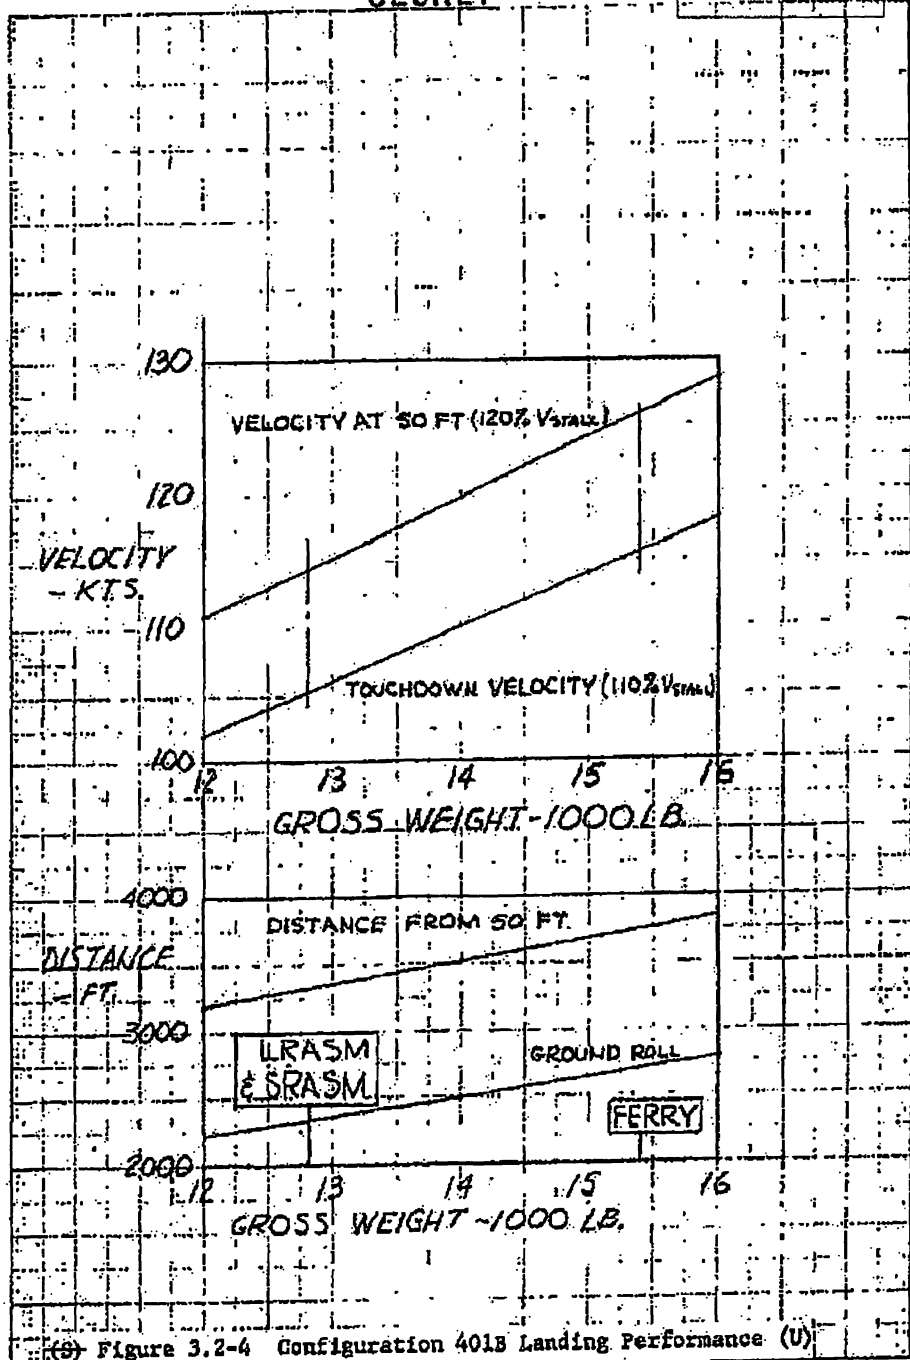 SECRET
130
VELOCITY AT 50 FT (120% VSTALL)
120
VELOCITY
- KTS.
110
TOUCHDOWN VELOCITY (110% VSTALL)
100
12 13 14 15 16
GROSS WEIGHT - 1000 LB.
4000
DISTANCE FROM 50 FT.
DISTANCE
- FT.
3000
LRASM
& SRASM
GROUND ROLL
FERRY
2000
12 13 14 15 16
GROSS WEIGHT ~1000 LB.
(S) Figure 3.2-4 Configuration 401B Landing Performance (U)